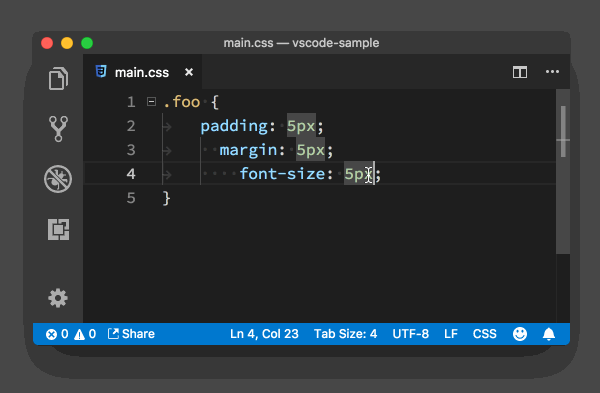 main.css — vscode-sample
main.css ×
1 .foo {
2 padding: 5px;
3 margin: 5px;
4 font-size: 5px;
5 }
0 0 Share Ln 4, Col 23 Tab Size: 4 UTF-8 LF CSS